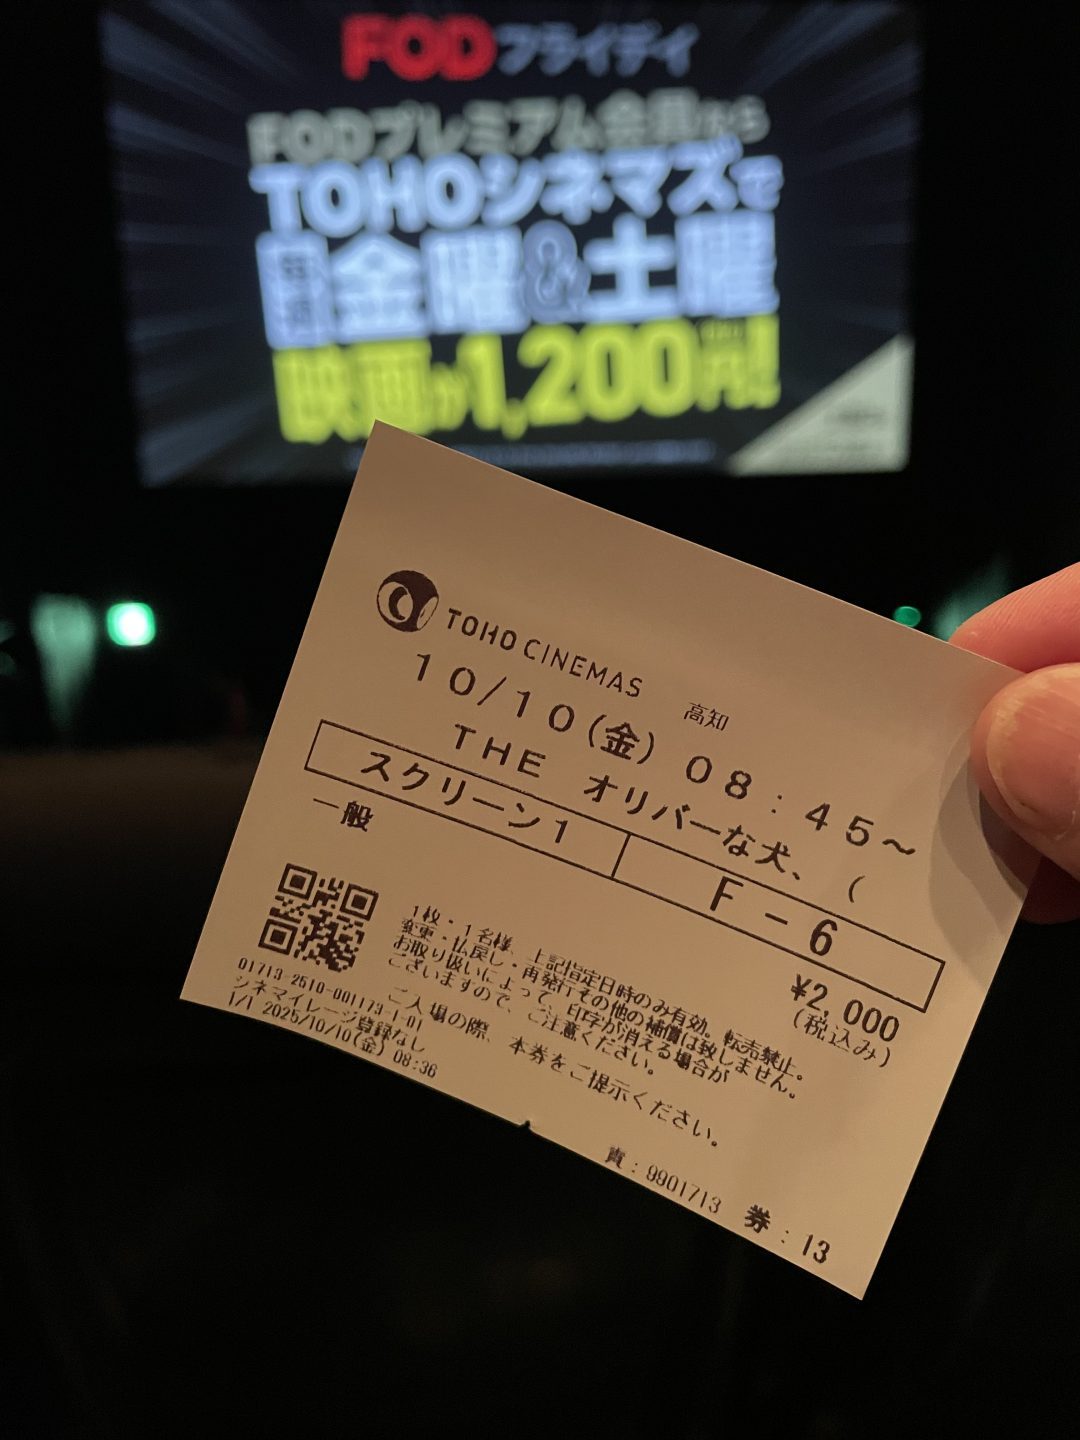 FODフライデイ
FODプレミアム会員なら
TOHOシネマズで
毎週金曜&土曜
映画が1,200円!
TOHO CINEMAS 高知
10/10(金) 08:45~
THE オリバーな犬、(
スクリーン1 F-6
一般 ¥2,000
(税込み)
1枚・1名様、上記指定日時のみ有効。転売禁止。
変更・払戻し・再発行その他の補償は致しません。
お取り扱いによって、印字が消える場合が
ございますので、ご注意ください。
ご入場の際、本券をご提示ください。
01713-2510-001173-1-01
シネマイレージ登録なし
1/1 2025/10/10(金) 08:36
責:9901713 券:13